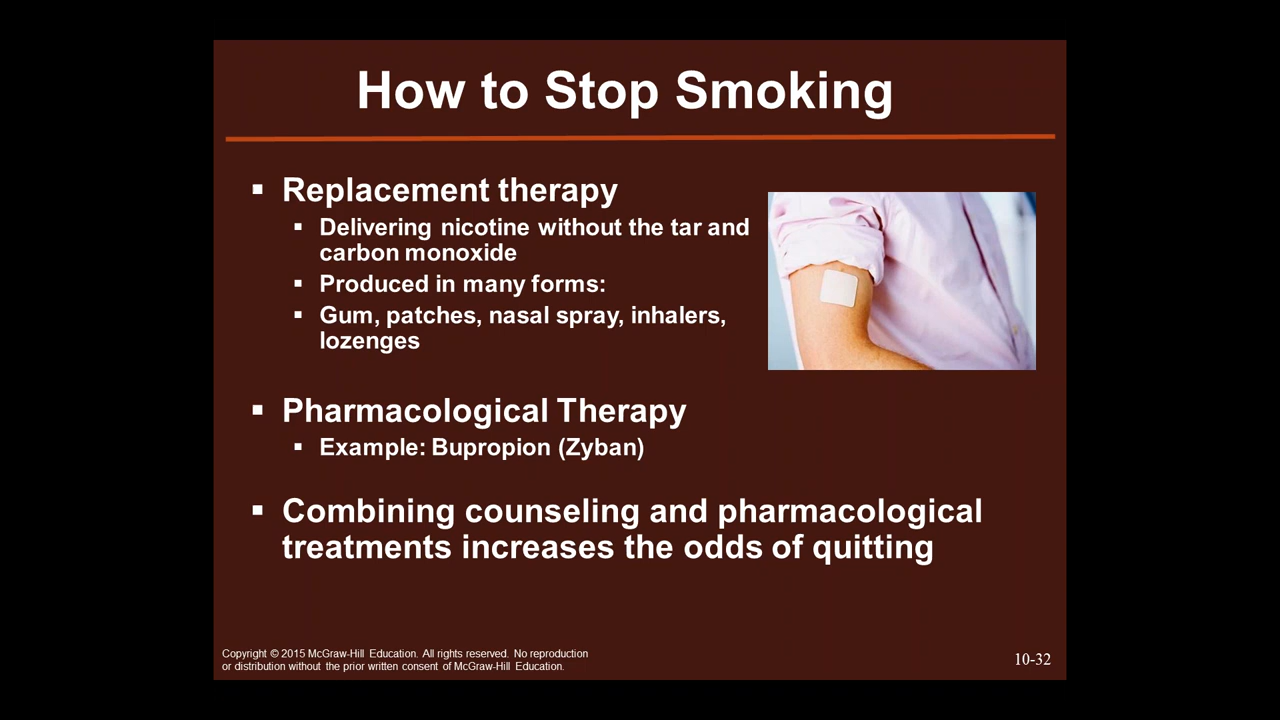 How to Stop Smoking
▪ Replacement therapy
▪ Delivering nicotine without the tar and
carbon monoxide
▪ Produced in many forms:
▪ Gum, patches, nasal spray, inhalers,
lozenges
▪ Pharmacological Therapy
▪ Example: Bupropion (Zyban)
▪ Combining counseling and pharmacological
treatments increases the odds of quitting
Copyright © 2015 McGraw-Hill Education. All rights reserved. No reproduction
or distribution without the prior written consent of McGraw-Hill Education.
10-32